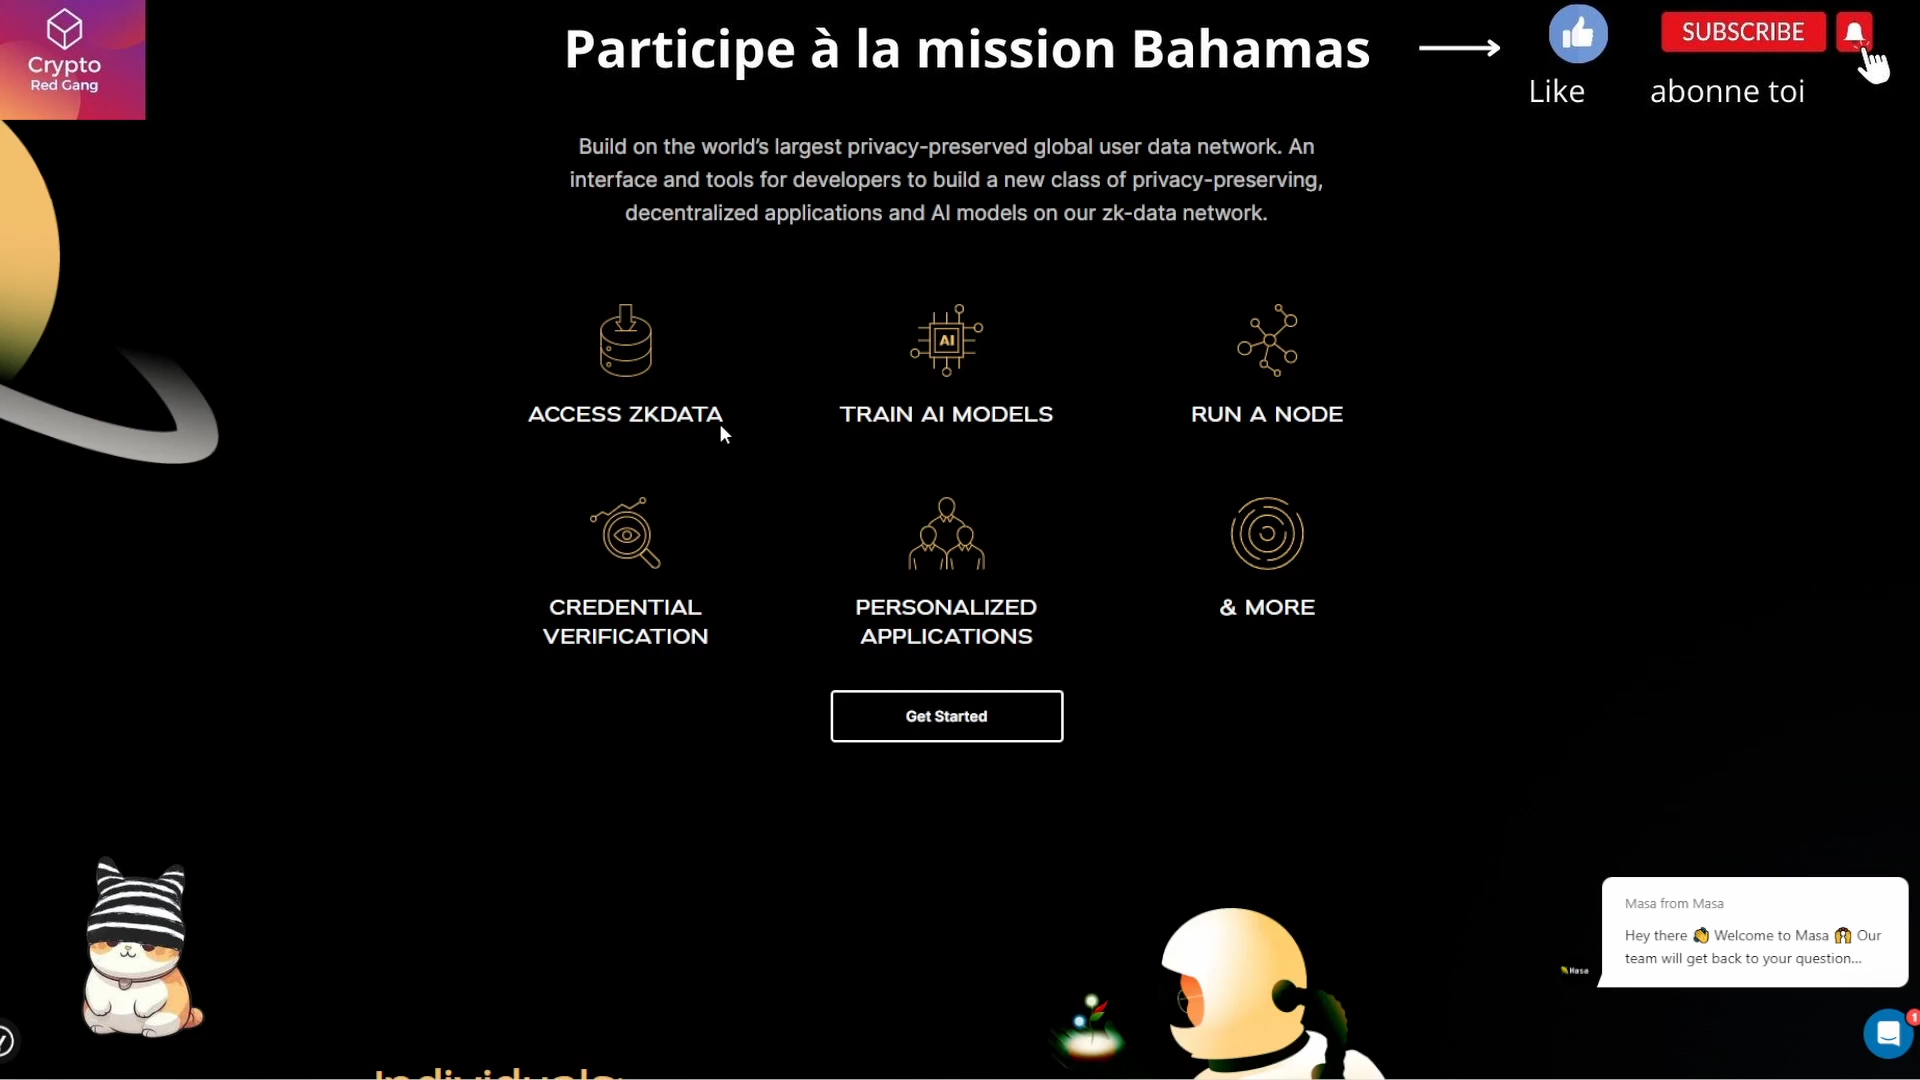 Crypto
Red Gang
Participe à la mission Bahamas
SUBSCRIBE
Like
abonne toi
Build on the world's largest privacy-preserved global user data network. An
interface and tools for developers to build a new class of privacy-preserving,
decentralized applications and AI models on our zk-data network.
AI
ACCESS ZKDATA
TRAIN AI MODELS
RUN A NODE
CREDENTIAL
VERIFICATION
PERSONALIZED
APPLICATIONS
& MORE
Get Started
Masa from Masa
Hey there 👋 Welcome to Masa 🙌 Our
team will get back to your question...
Masa
1
Individuals